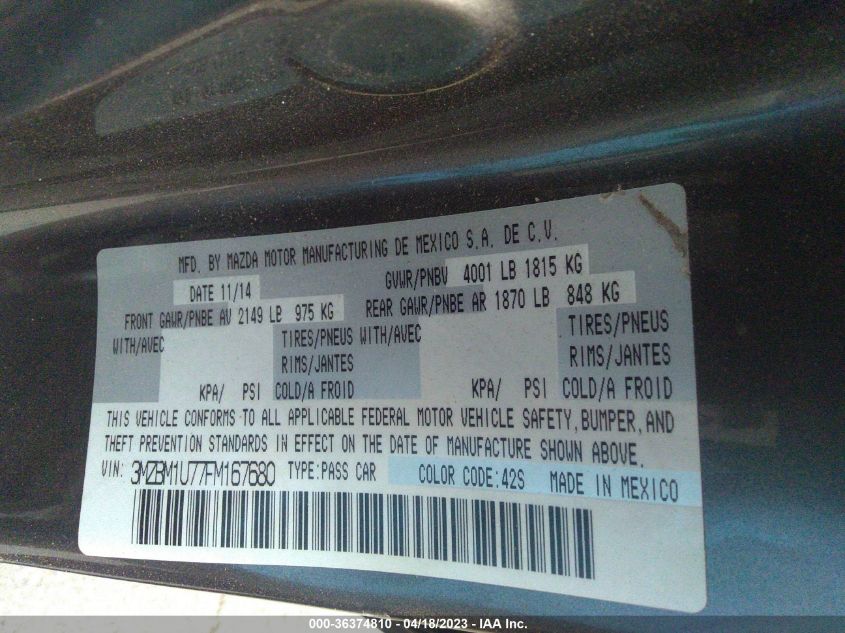 MFD. BY MAZDA MOTOR MANUFACTURING DE MEXICO S.A. DE C.V.
DATE 11/14 GVWR/PNBV 4001 LB 1815 KG
FRONT GAWR/PNBE AV 2149 LB 975 KG REAR GAWR/PNBE AR 1870 LB 848 KG
WITH/AVEC TIRES/PNEUS WITH/AVEC TIRES/PNEUS
RIMS/JANTES RIMS/JANTES
KPA/ PSI COLD/A FROID KPA/ PSI COLD/A FROID
THIS VEHICLE CONFORMS TO ALL APPLICABLE FEDERAL MOTOR VEHICLE SAFETY, BUMPER, AND
THEFT PREVENTION STANDARDS IN EFFECT ON THE DATE OF MANUFACTURE SHOWN ABOVE.
VIN: 3MZBM1U77FM167680 TYPE:PASS CAR COLOR CODE:42S MADE IN MEXICO
000-36374810 - 04/18/2023 - IAA Inc.